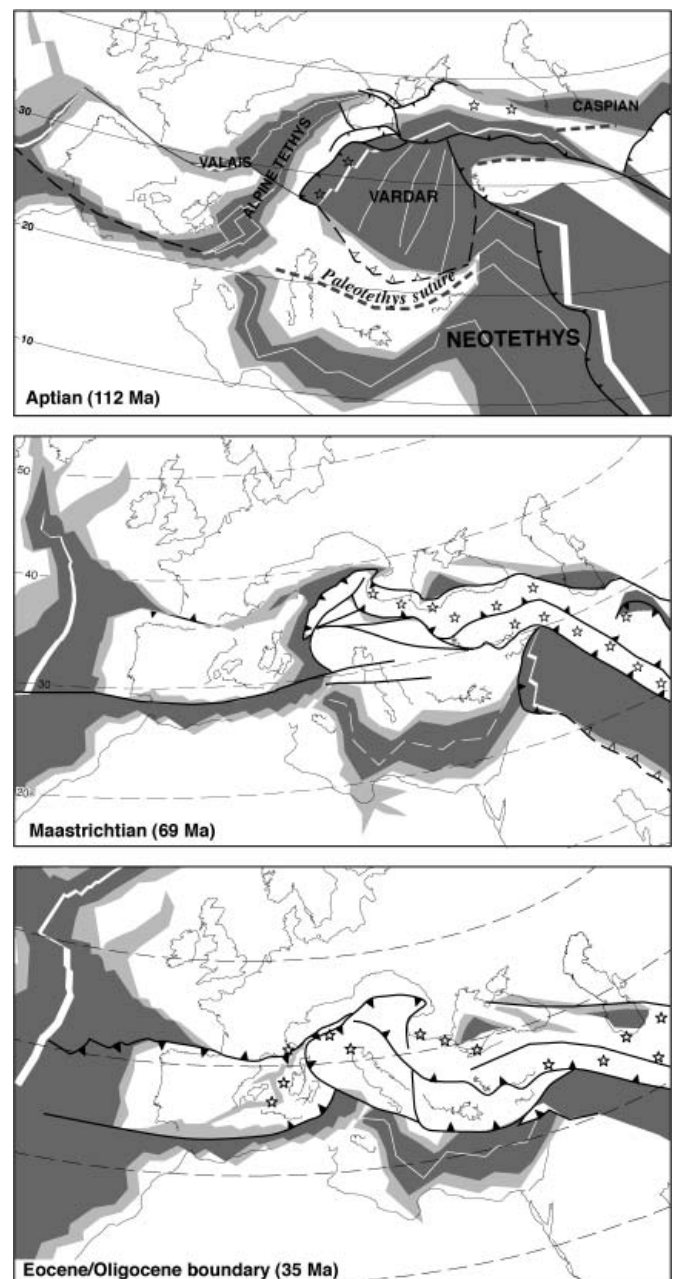 30
VALAIS
ALPINE TETHYS
CASPIAN
VARDAR
20
Paleotethys suture
NEOTETHYS
10
Aptian (112 Ma)
50
40
30
20
Maastrichtian (69 Ma)
Eocene/Oligocene boundary (35 Ma)